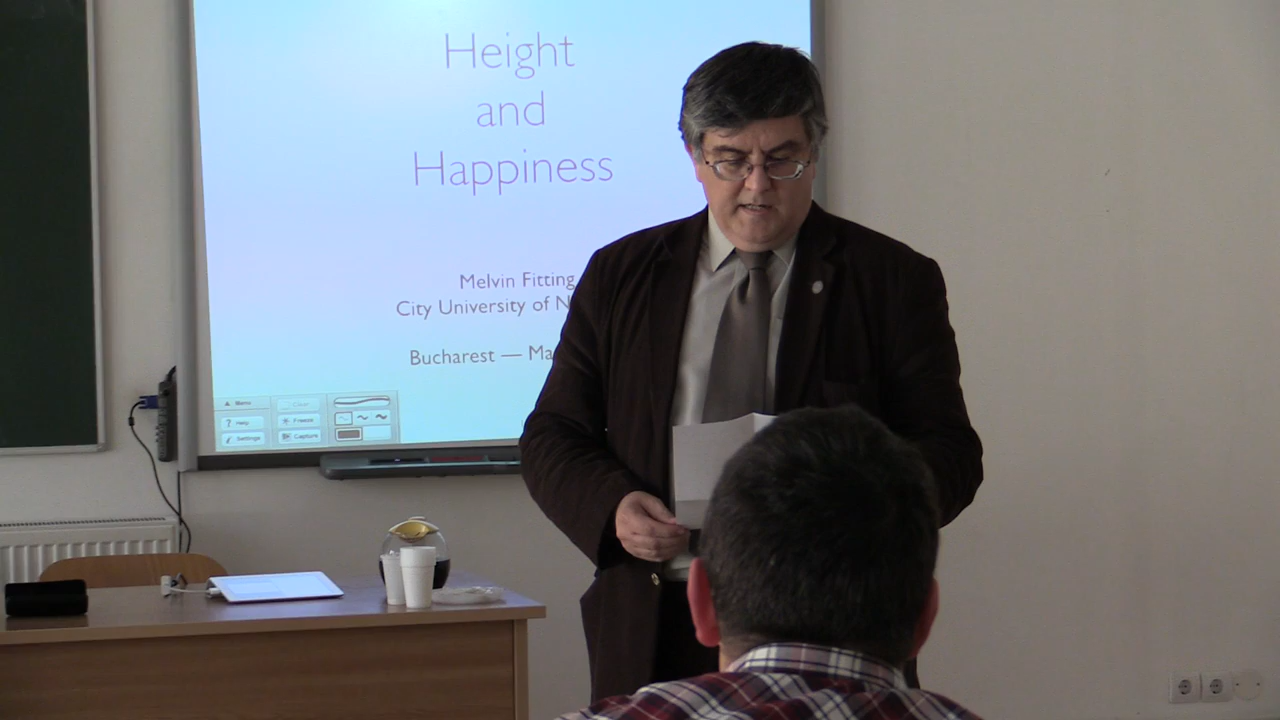 Height
and
Happiness
Melvin Fitting
City University of N
Bucharest — Ma
Menu
Clear
? Help
Freeze
Settings
Capture